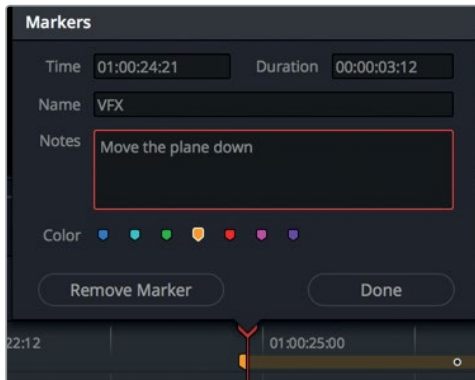 Markers
Time 01:00:24:21 Duration 00:00:03:12
Name VFX
Notes Move the plane down
Color
Remove Marker Done
22:12 01:00:25:00